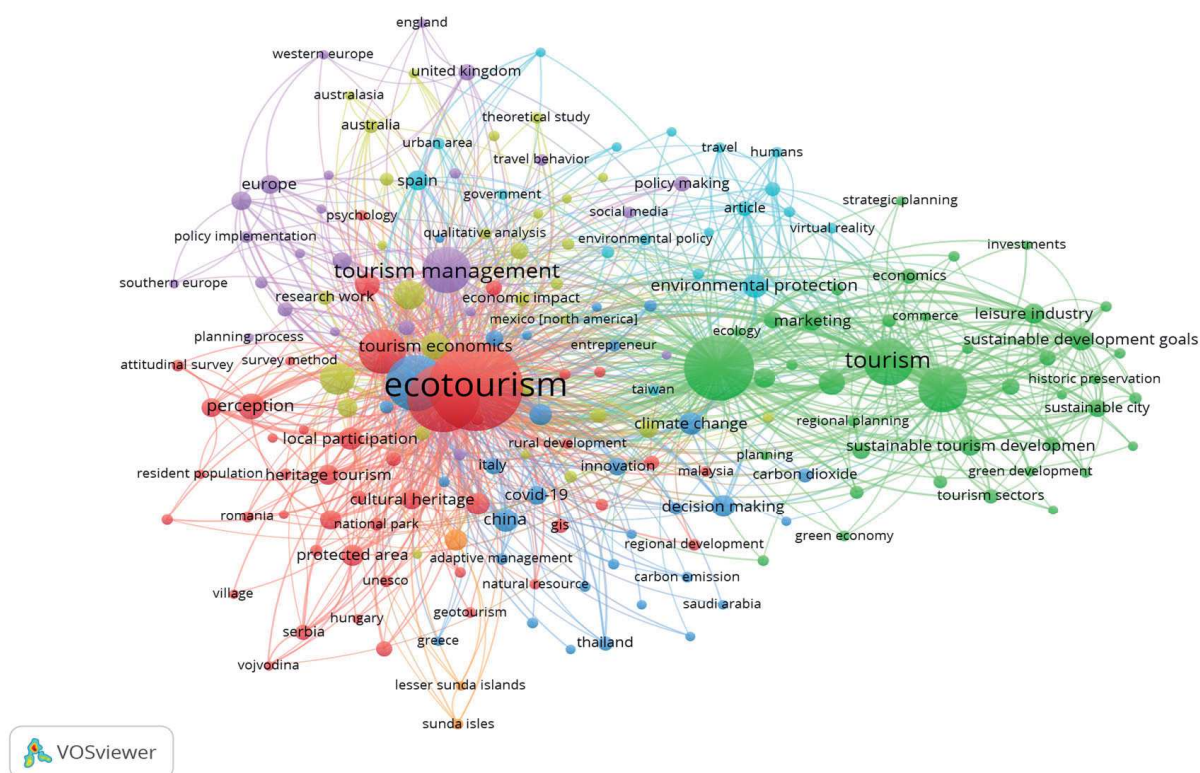 england
western europe
united kingdom
australasia
australia
theoretical study
urban area
travel
humans
travel behavior
europe
spain
government
policy making
strategic planning
psychology
social media
article
policy implementation
qualitative analysis
environmental policy
virtual reality
investments
tourism management
economics
southern europe
research work
economic impact
environmental protection
mexico [north america]
marketing
commerce
leisure industry
planning process
tourism economics
entrepreneur
ecology
sustainable development goals
attitudinal survey
survey method
tourism
ecotourism
taiwan
historic preservation
perception
sustainable city
climate change
regional planning
local participation
rural development
sustainable tourism developmen
planning
resident population
heritage tourism
italy
innovation
malaysia
carbon dioxide
green development
cultural heritage
covid-19
tourism sectors
decision making
romania
national park
china
gis
green economy
protected area
adaptive management
regional development
unesco
natural resource
carbon emission
village
saudi arabia
hungary
geotourism
serbia
greece
thailand
vojvodina
lesser sunda islands
sunda isles
VOSviewer